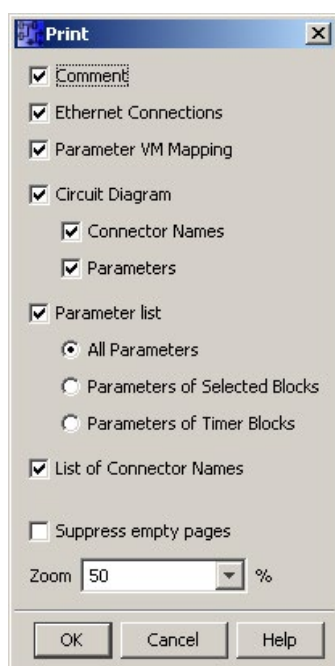 Print
Comment
Ethernet Connections
Parameter VM Mapping
Circuit Diagram
Connector Names
Parameters
Parameter list
All Parameters
Parameters of Selected Blocks
Parameters of Timer Blocks
List of Connector Names
Suppress empty pages
Zoom 50 %
OK Cancel Help